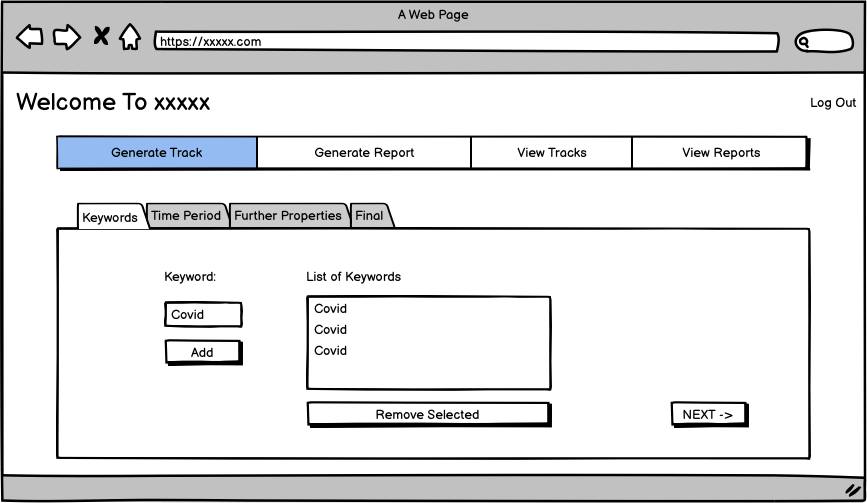 A Web Page
https://xxxxx.com
Welcome To xxxxx
Log Out
Generate Track Generate Report View Tracks View Reports
Keywords Time Period Further Properties Final
Keyword: List of Keywords
Covid Covid
Covid
Add Covid
Remove Selected NEXT ->